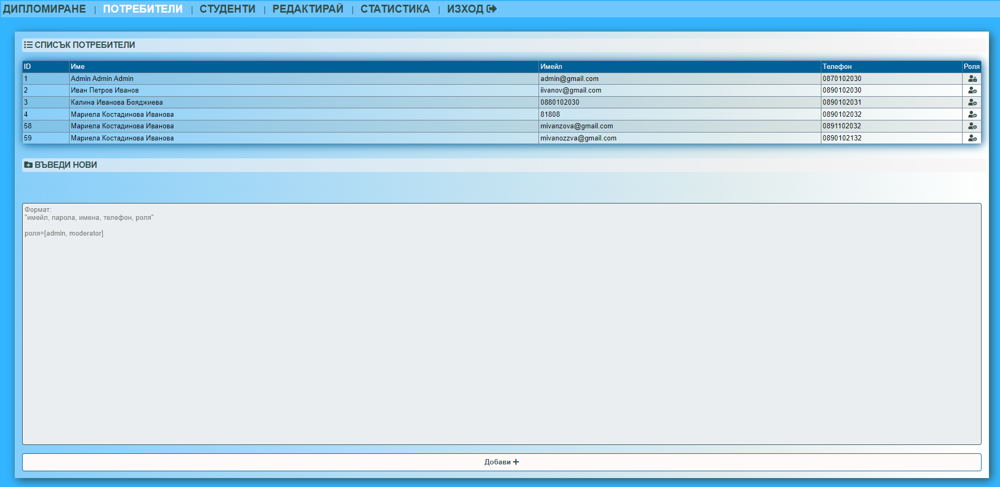 ДИПЛОМИРАНЕ | ПОТРЕБИТЕЛИ | СТУДЕНТИ | РЕДАКТИРАЙ | СТАТИСТИКА | ИЗХОД
СПИСЪК ПОТРЕБИТЕЛИ
ID Име Имейл Телефон Роля
1 Admin Admin Admin admin@gmail.com 0870102030
2 Иван Петров Иванов iivanov@gmail.com 0890102030
3 Калина Иванова Бояджиева 0880102030 0890102031
4 Мариела Костадинова Иванова 81808 0890102032
58 Мариела Костадинова Иванова mivanzova@gmail.com 0891102032
59 Мариела Костадинова Иванова mivanozzva@gmail.com 0890102132
ВЪВЕДИ НОВИ
Формат:
"имейл, парола, имена, телефон, роля"
роля=[admin, moderator]
Добави